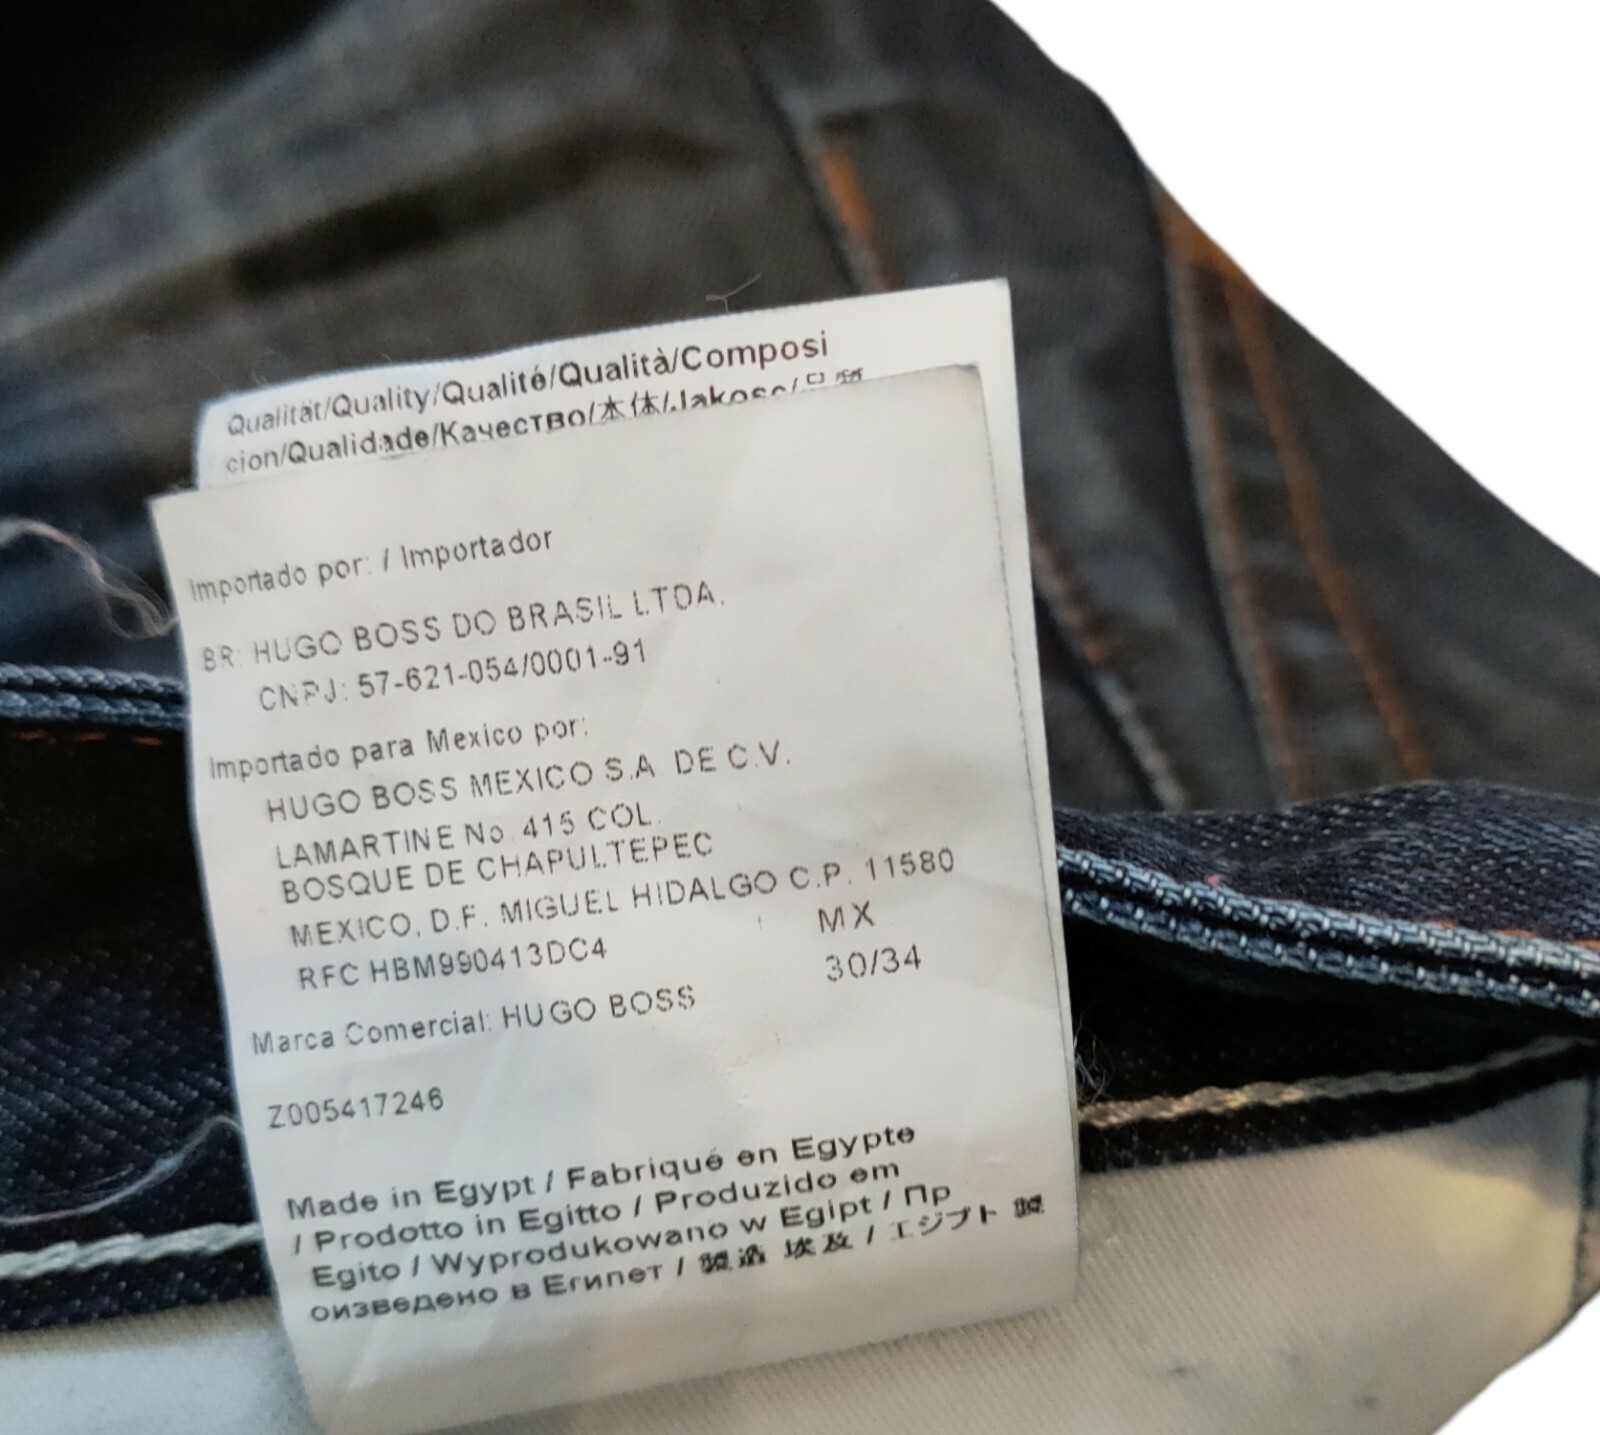 Qualität/Quality/Qualité/Qualità/Composi
cion/Qualidade/Качество/本体/Jakosc/品質
Importado por: / Importador
BR: HUGO BOSS DO BRASIL LTDA.
CNPJ: 57-621-054/0001-91
Importado para Mexico por:
HUGO BOSS MEXICO S.A DE C.V.
LAMARTINE No. 415 COL.
BOSQUE DE CHAPULTEPEC
MEXICO, D.F. MIGUEL HIDALGO C.P. 11580
RFC HBM990413DC4
MX
30/34
Marca Comercial: HUGO BOSS
Z005417246
Made in Egypt / Fabriqué en Egypte
/ Prodotto in Egitto / Produzido em
Egito / Wyprodukowano w Egipt / Пр
оизведено в Египет / 製造 埃及 / エジプト 製